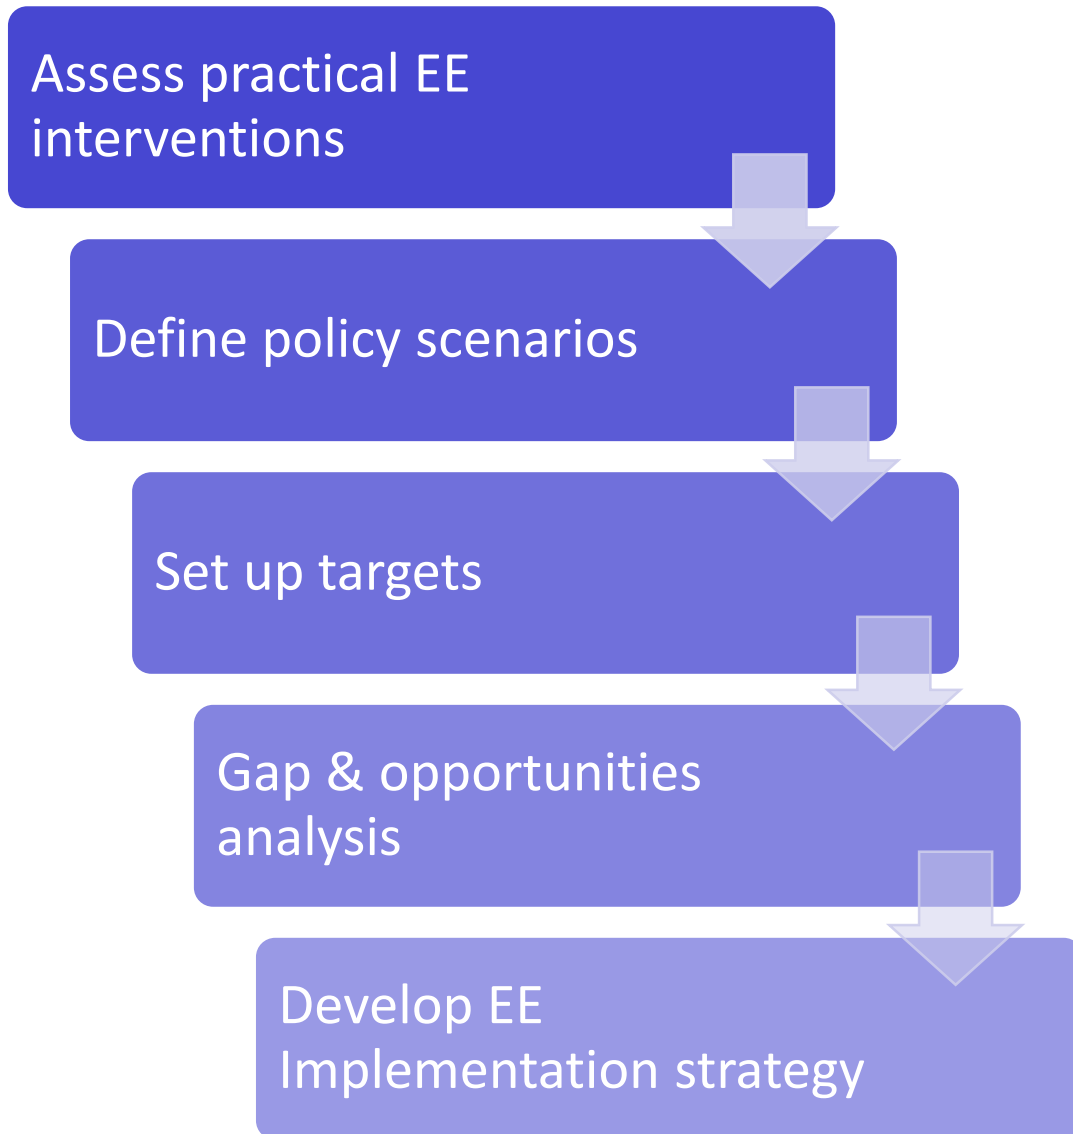 Assess practical EE
interventions
Define policy scenarios
Set up targets
Gap & opportunities
analysis
Develop EE
Implementation strategy